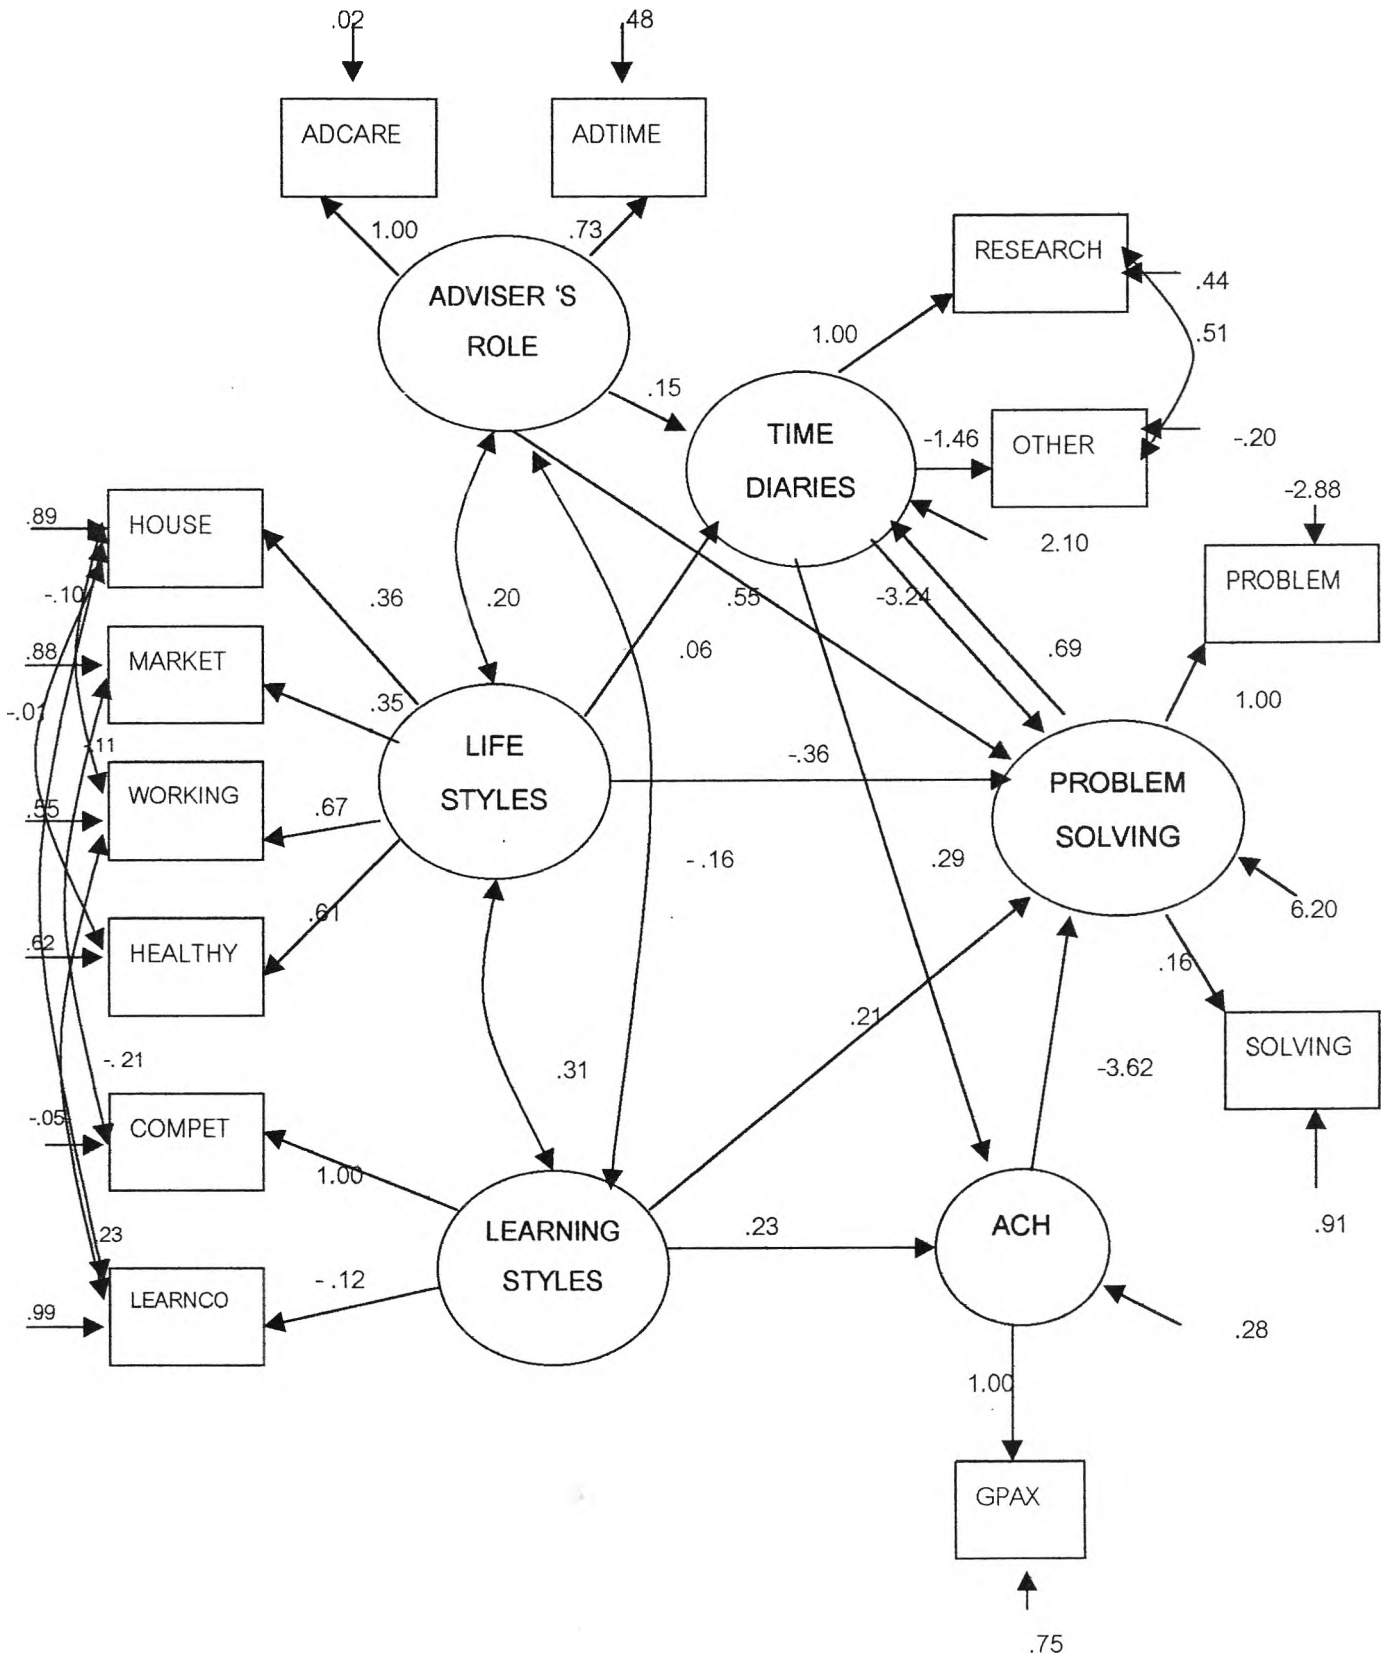 .02
.48
ADCARE
ADTIME
1.00
.73
RESEARCH
ADVISER 'S
ROLE
.44
1.00
.51
.15
TIME
DIARIES
-1.46
OTHER
-.20
-2.88
.89
HOUSE
2.10
PROBLEM
-.10
.36
.20
.55
-3.24
.88
MARKET
.06
.69
-.01
.35
1.00
-.11
LIFE
STYLES
-.36
PROBLEM
SOLVING
WORKING
.55
.67
- .16
.29
6.20
.61
.62
HEALTHY
.16
.21
-. 21
.31
-3.62
SOLVING
-.05
COMPET
1.00
.23
LEARNING
STYLES
.23
ACH
.91
- .12
LEARNCO
.99
.28
1.00
GPAX
.75